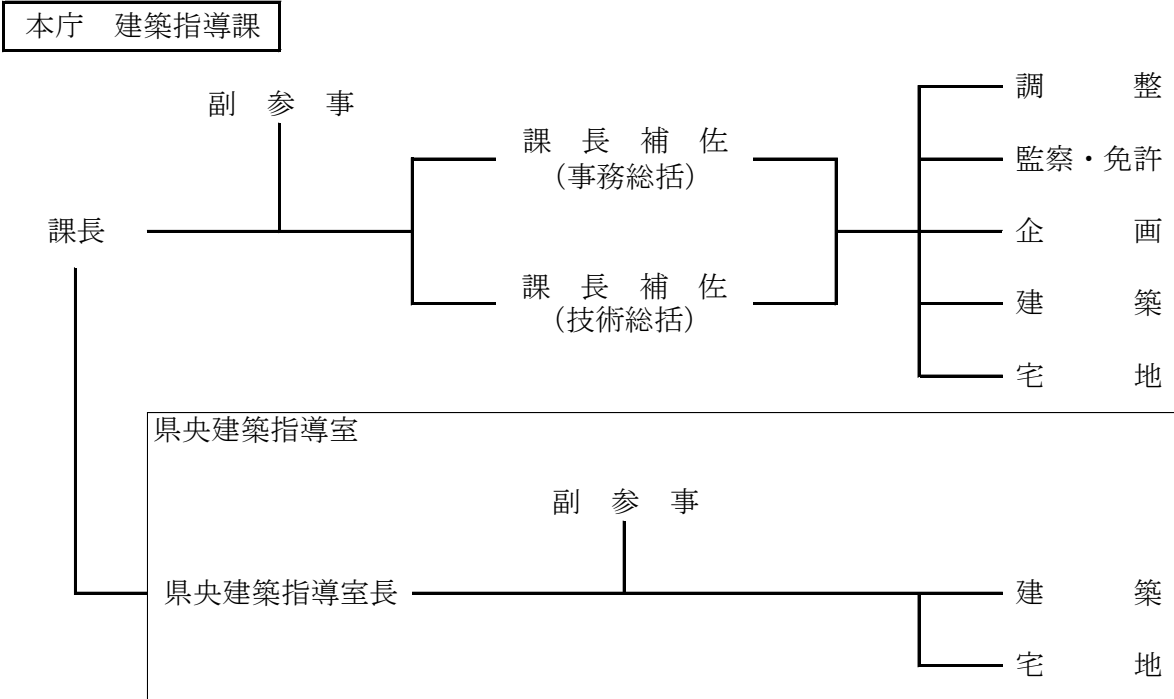 本庁　建築指導課
副　参　事
課長
課　長　補　佐
（事務総括）
課　長　補　佐
（技術総括）
調　　　整
監察・免許
企　　　画
建　　　築
宅　　　地
県央建築指導室
副　参　事
県央建築指導室長
建　　　築
宅　　　地